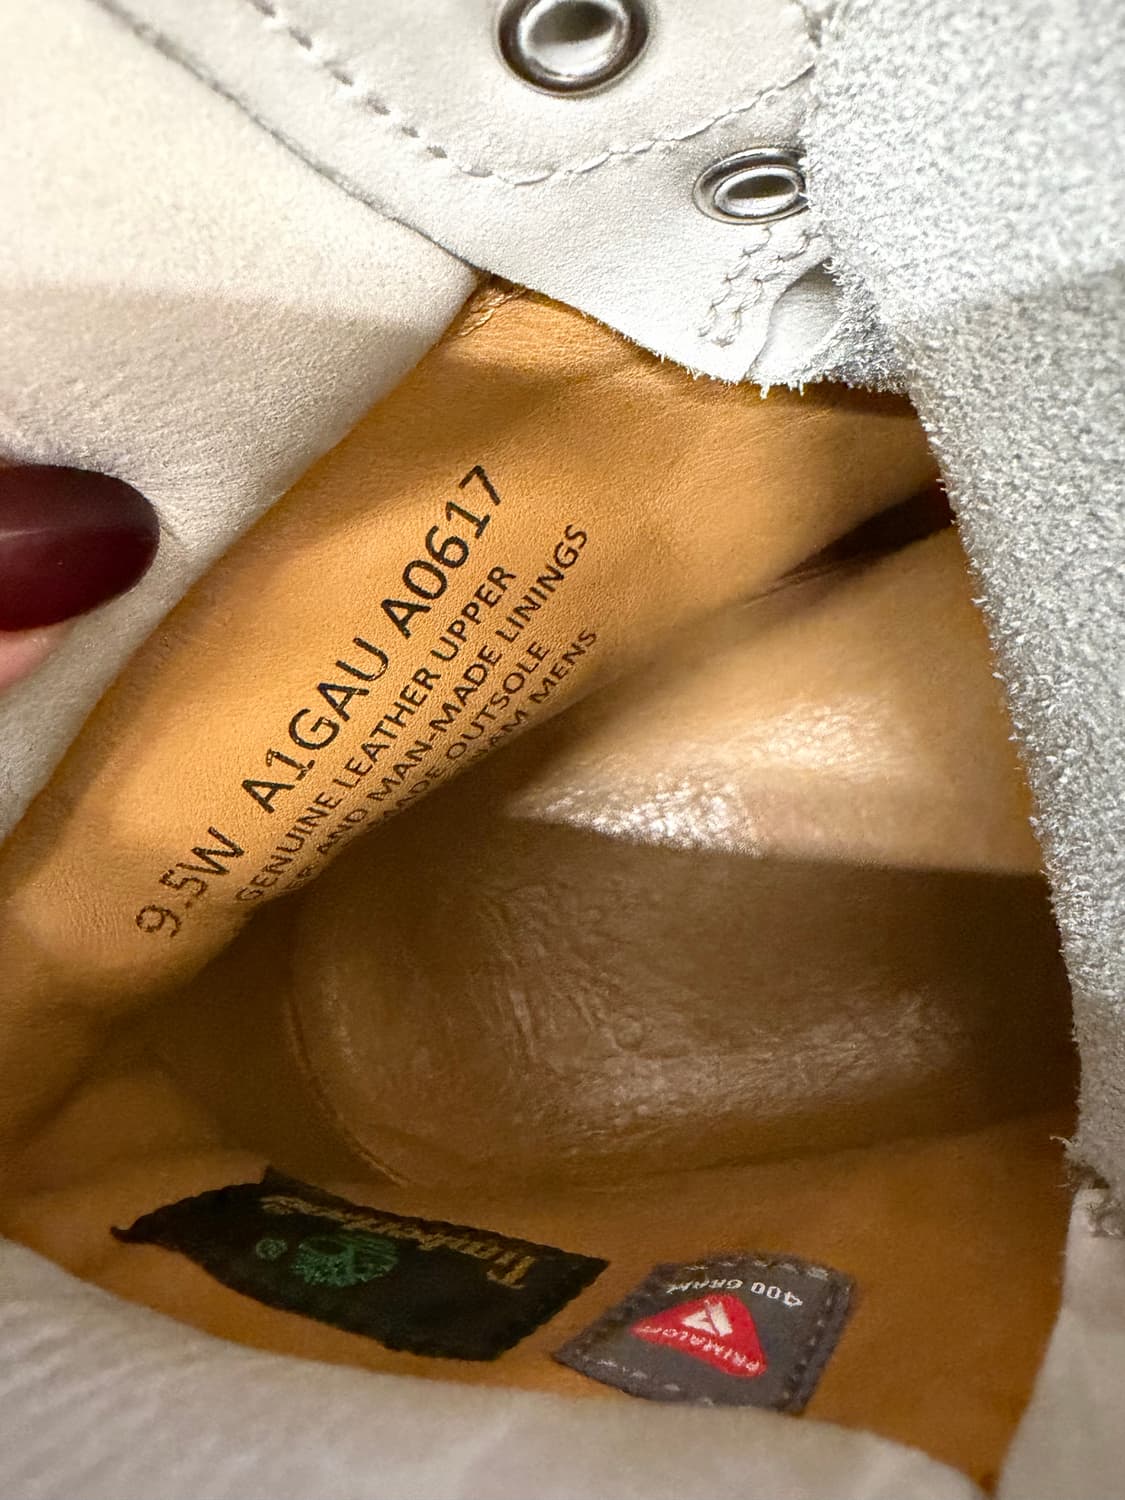 9.5W A1GAU A0617
GENUINE LEATHER UPPER
AND MAN-MADE LININGS
MADE OUTSOLE
MENS
Timberland
®
400 GRAM
PRIMALOFT